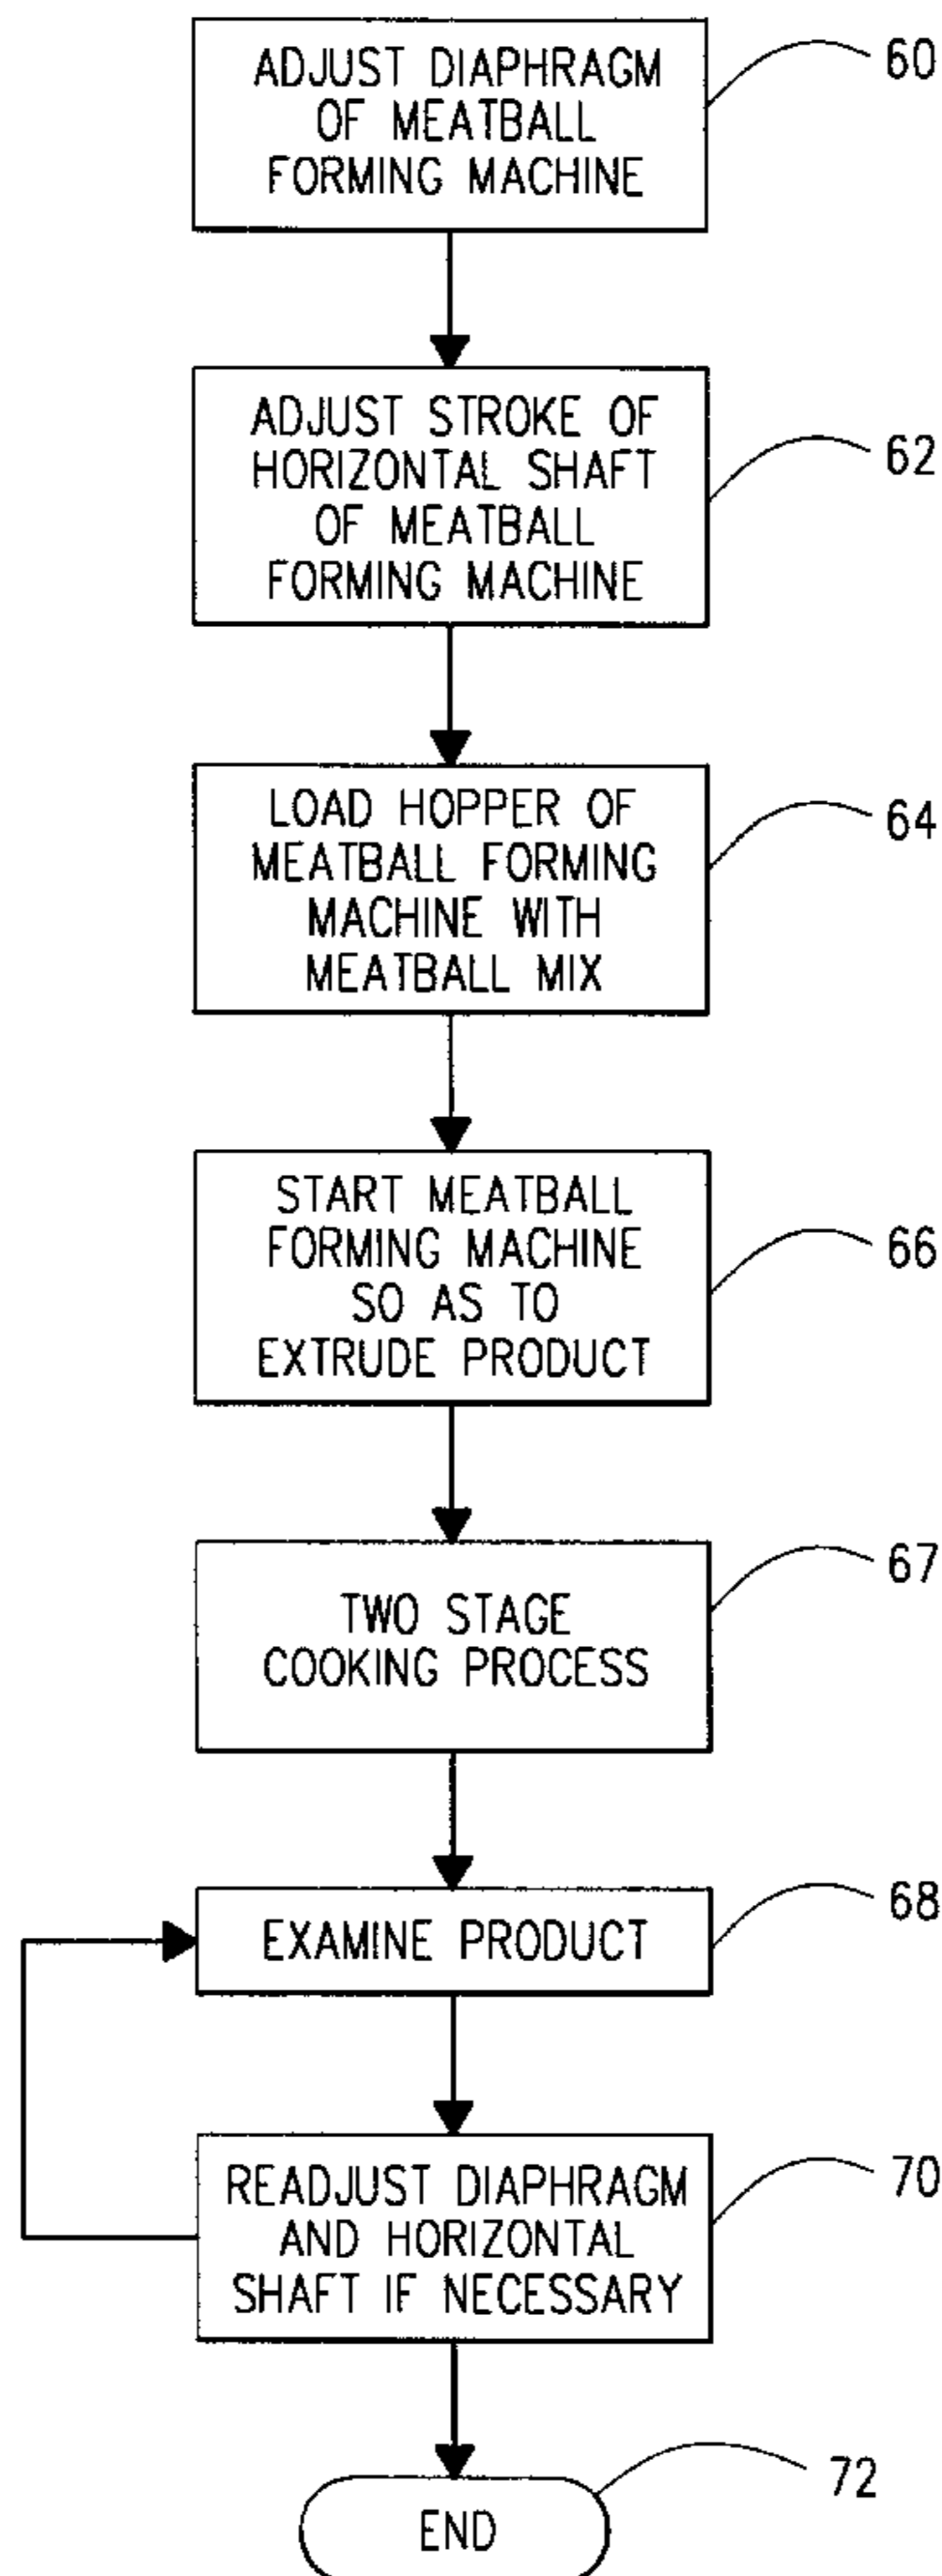 ADJUST DIAPHRAGM
OF MEATBALL
FORMING MACHINE
60
ADJUST STROKE OF
HORIZONTAL SHAFT
OF MEATBALL
FORMING MACHINE
62
LOAD HOPPER OF
MEATBALL FORMING
MACHINE WITH
MEATBALL MIX
64
START MEATBALL
FORMING MACHINE
SO AS TO
EXTRUDE PRODUCT
66
TWO STAGE
COOKING PROCESS
67
EXAMINE PRODUCT
68
READJUST DIAPHRAGM
AND HORIZONTAL
SHAFT IF NECESSARY
70
END
72